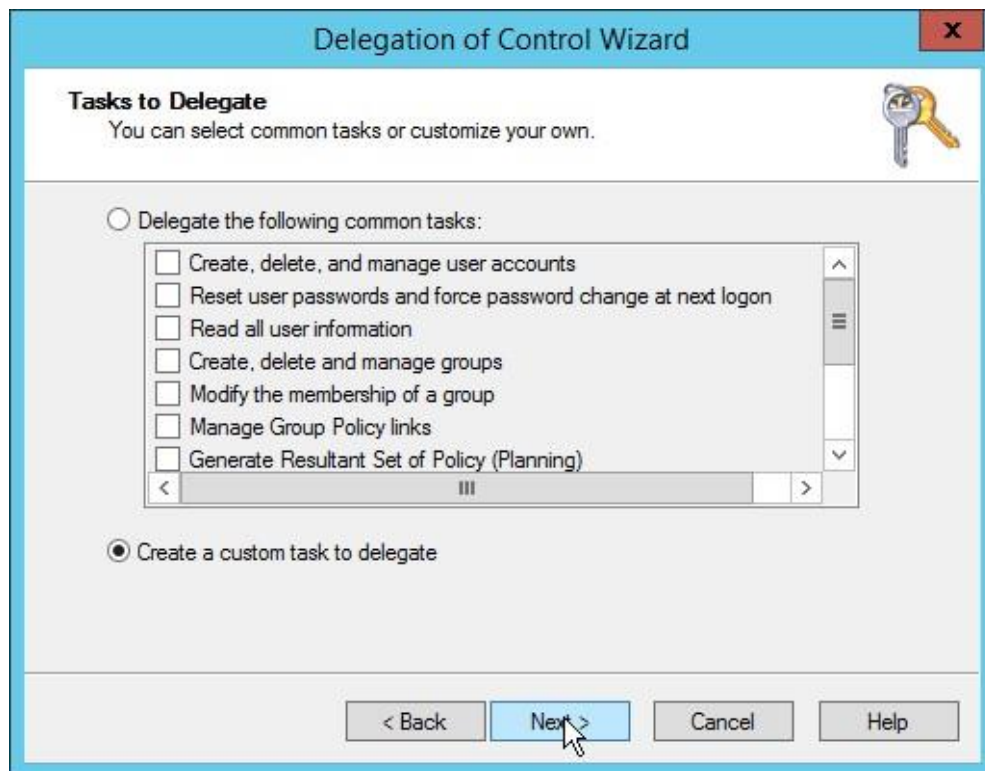 Delegation of Control Wizard
x
Tasks to Delegate
You can select common tasks or customize your own.
Delegate the following common tasks:
Create, delete, and manage user accounts
Reset user passwords and force password change at next logon
Read all user information
Create, delete and manage groups
Modify the membership of a group
Manage Group Policy links
Generate Resultant Set of Policy (Planning)
Create a custom task to delegate
< Back Next > Cancel Help